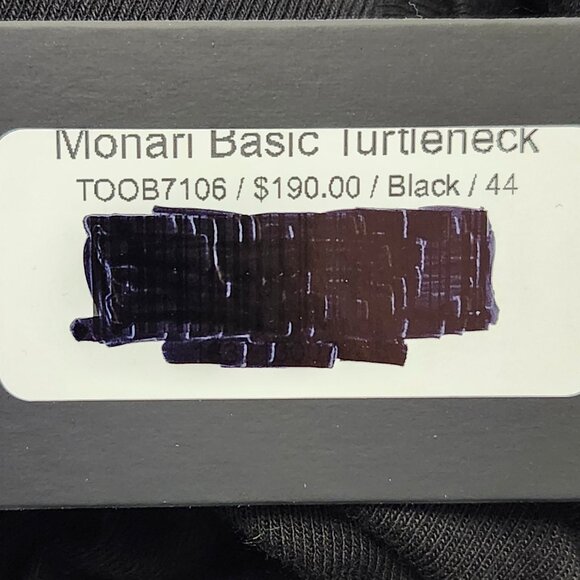 Monari Basic Turtleneck
TOOB7106 / $190.00 / Black / 44